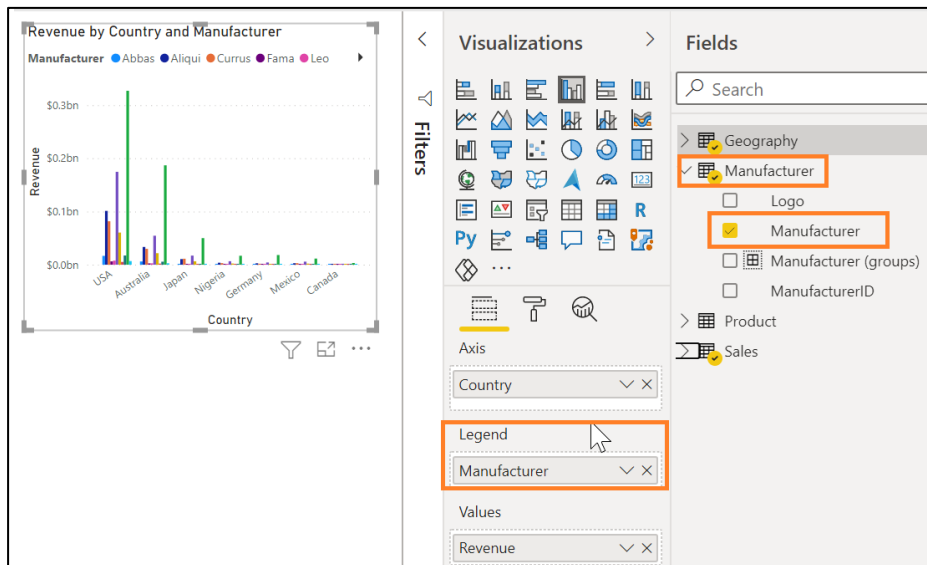 Revenue by Country and Manufacturer
Manufacturer Abbas Aliqui Currus Fama Leo
$0.3bn
$0.2bn
$0.1bn
$0.0bn
Revenue
USA
Australia
Japan
Nigeria
Germany
Mexico
Canada
Country
Filters
Visualizations
123
R
Py
...
Axis
Country
Legend
Manufacturer
Values
Revenue
Fields
Search
Geography
Manufacturer
Logo
Manufacturer
Manufacturer (groups)
ManufacturerID
Product
Sales